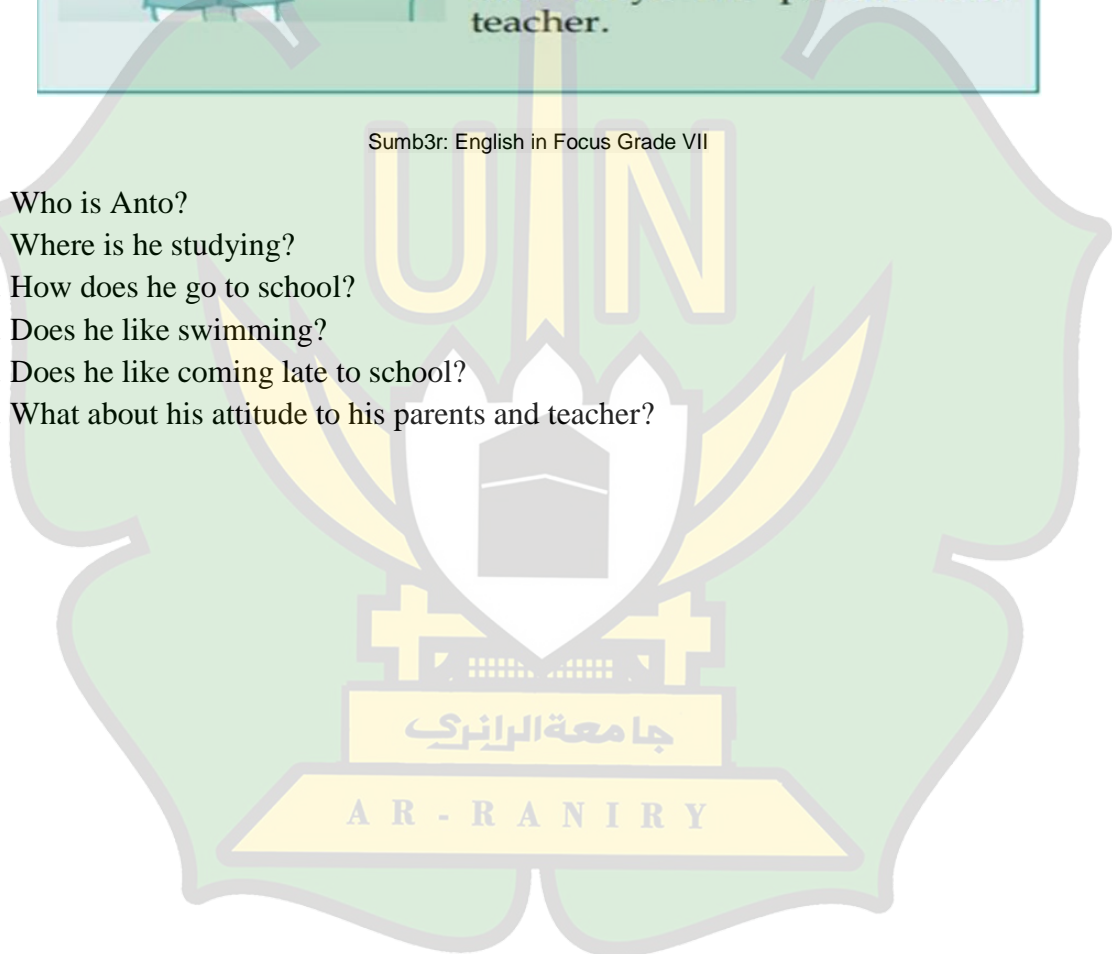 teacher.
Sumb3r: English in Focus Grade VII
Who is Anto?
Where is he studying?
How does he go to school?
Does he like swimming?
Does he like coming late to school?
What about his attitude to his parents and teacher?
UIN
جامعة الرانري
AR-RANIRY